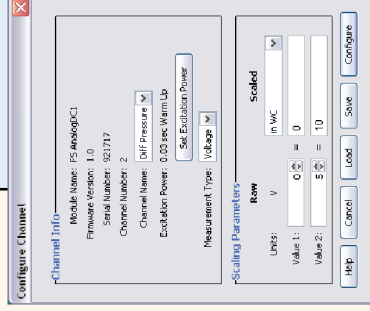 Configure Channel
Channel Info
Module Name: FS AnalogDC1
Firmware Version: 1.0
Serial Number: 921717
Channel Number: 2
Channel Name: Diff Pressure
Excitation Power: 0.03 sec Warm Up
Set Excitation Power
Measurement Type: Voltage
Scaling Parameters
Raw Scaled
Units: V in WC
Value 1: 0 = 0
Value 2: 5 = 10
Help Cancel Load Save Configure